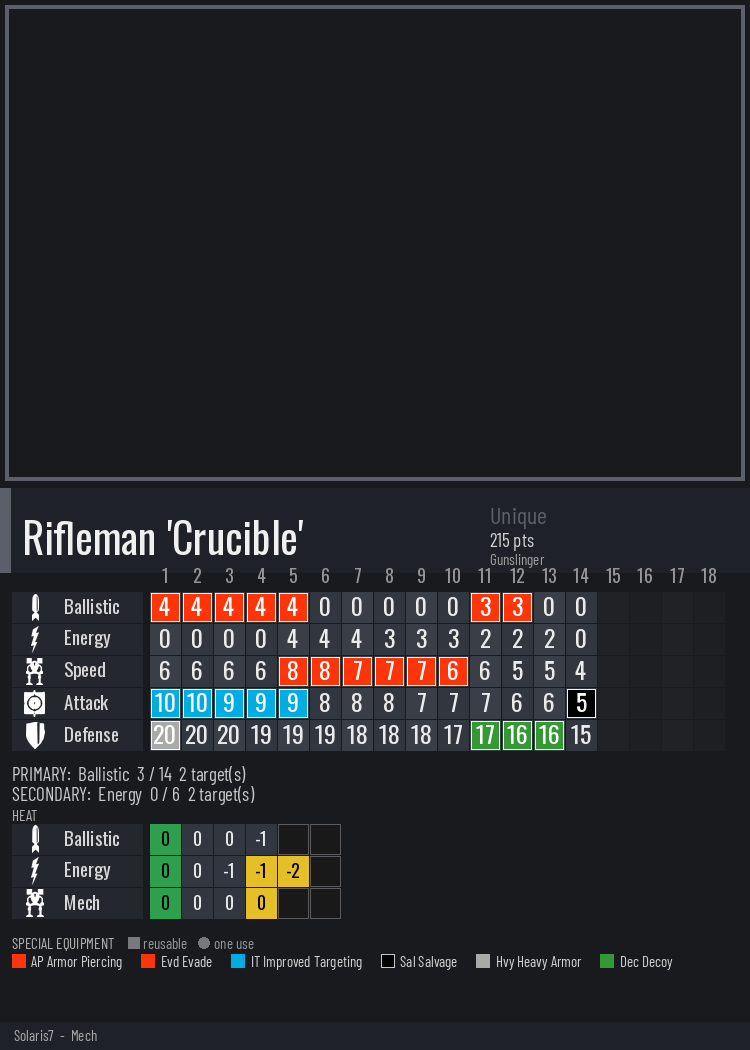 Rifleman 'Crucible'
Unique
215 pts
Gunslinger
1 2 3 4 5 6 7 8 9 10 11 12 13 14 15 16 17 18
Ballistic 4 4 4 4 4 0 0 0 0 0 3 3 0 0
Energy 0 0 0 0 4 4 4 3 3 3 2 2 2 0
Speed 6 6 6 6 8 8 7 7 7 6 6 5 5 4
Attack 10 10 9 9 9 8 8 8 7 7 7 6 6 5
Defense 20 20 20 19 19 19 18 18 18 17 17 16 16 15
PRIMARY: Ballistic 3 / 14 2 target(s)
SECONDARY: Energy 0 / 6 2 target(s)
HEAT
Ballistic 0 0 0 -1
Energy 0 0 -1 -1 -2
Mech 0 0 0 0
SPECIAL EQUIPMENT reusable one use
AP Armor Piercing Evd Evade IT Improved Targeting Sal Salvage Hvy Heavy Armor Dec Decoy
Solaris7 - Mech